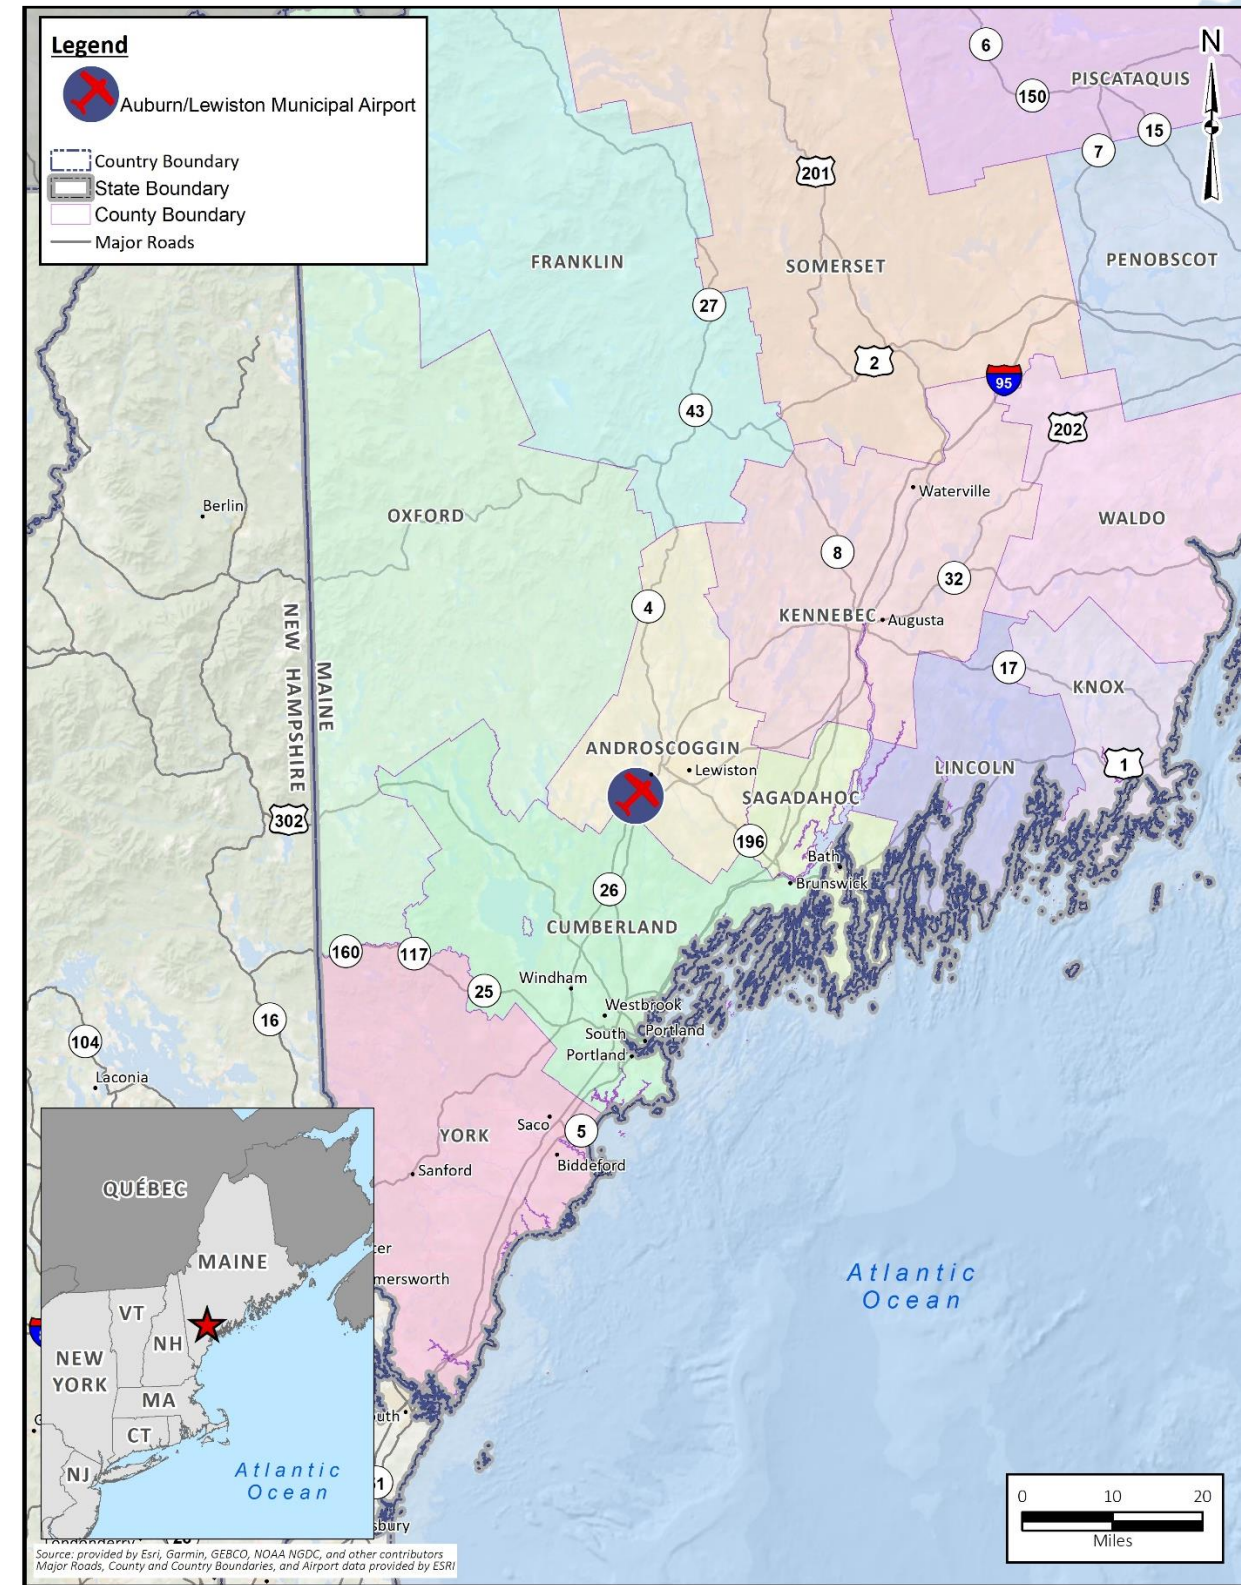 Legend
Auburn/Lewiston Municipal Airport
Country Boundary
State Boundary
County Boundary
Major Roads
N
6
PISCATAQUIS
150
15
7
201
FRANKLIN
SOMERSET
PENOBSCOT
27
2
95
43
202
Waterville
Berlin
OXFORD
WALDO
8
32
4
KENNEBEC
Augusta
NEW HAMPSHIRE
MAINE
17
KNOX
ANDROSCOGGIN
Lewiston
LINCOLN
1
SAGADAHOC
302
196
Bath
Brunswick
26
CUMBERLAND
160
117
25
Windham
16
Westbrook
South
Portland
Portland
104
Laconia
Saco
5
YORK
Biddeford
Sanford
QUÉBEC
cer
MAINE
mersworth
VT
NH
NEW
YORK
MA
CT
NJ
Atlantic
Ocean
Atlantic
Ocean
uth
sbury
0 10 20
Miles
Source: provided by Esri, Garmin, GEBCO, NOAA NGDC, and other contributors
Major Roads, County and Country Boundaries, and Airport data provided by ESRI